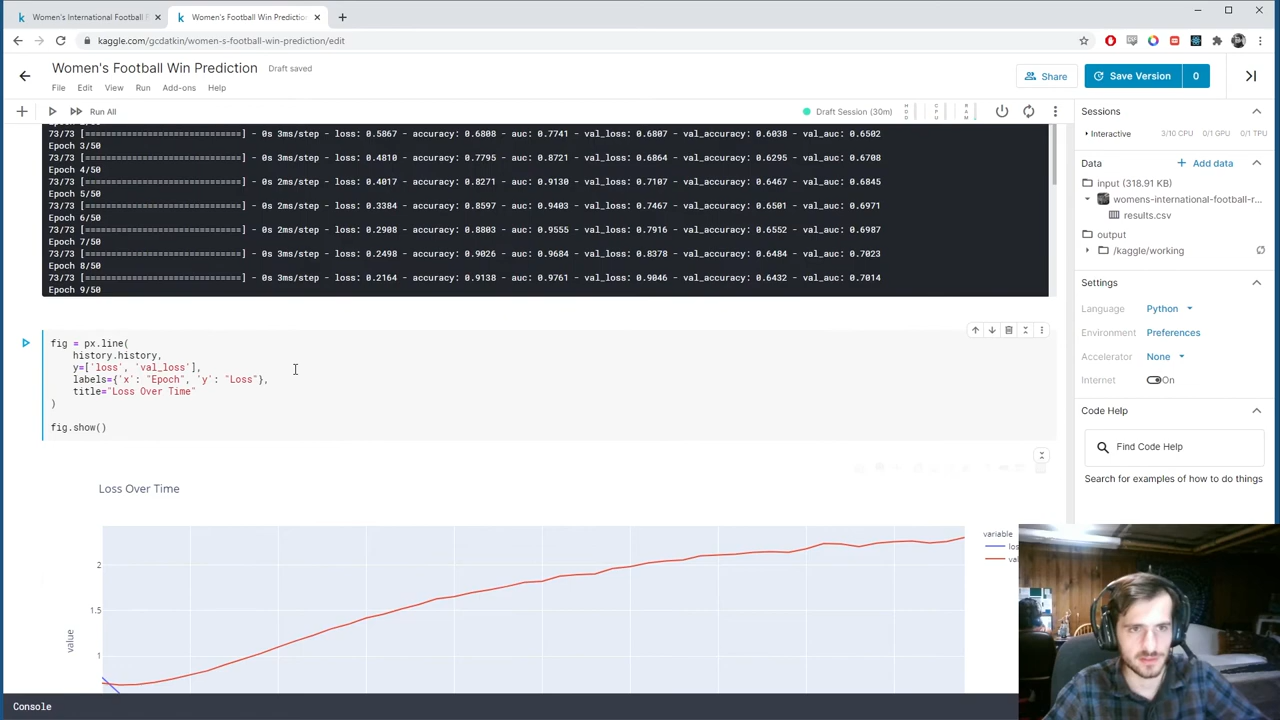 Women's International Football F
Women's Football Win Prediction
kaggle.com/gcdatkin/women-s-football-win-prediction/edit
Women's Football Win Prediction Draft saved
File Edit View Run Add-ons Help
Share
Save Version 0
Run All
Draft Session (30m)
73/73 [==============================] - 0s 3ms/step - loss: 0.5867 - accuracy: 0.6808 - auc: 0.7741 - val_loss: 0.6807 - val_accuracy: 0.6038 - val_auc: 0.6502
Epoch 3/50
73/73 [==============================] - 0s 3ms/step - loss: 0.4810 - accuracy: 0.7795 - auc: 0.8721 - val_loss: 0.6864 - val_accuracy: 0.6295 - val_auc: 0.6708
Epoch 4/50
73/73 [==============================] - 0s 2ms/step - loss: 0.4017 - accuracy: 0.8271 - auc: 0.9130 - val_loss: 0.7107 - val_accuracy: 0.6467 - val_auc: 0.6845
Epoch 5/50
73/73 [==============================] - 0s 2ms/step - loss: 0.3384 - accuracy: 0.8597 - auc: 0.9403 - val_loss: 0.7467 - val_accuracy: 0.6501 - val_auc: 0.6971
Epoch 6/50
73/73 [==============================] - 0s 2ms/step - loss: 0.2908 - accuracy: 0.8803 - auc: 0.9555 - val_loss: 0.7916 - val_accuracy: 0.6552 - val_auc: 0.6987
Epoch 7/50
73/73 [==============================] - 0s 3ms/step - loss: 0.2498 - accuracy: 0.9026 - auc: 0.9684 - val_loss: 0.8378 - val_accuracy: 0.6484 - val_auc: 0.7023
Epoch 8/50
73/73 [==============================] - 0s 3ms/step - loss: 0.2164 - accuracy: 0.9138 - auc: 0.9761 - val_loss: 0.9046 - val_accuracy: 0.6484 - val_auc: 0.7014
Epoch 9/50
fig = px.line(
history.history,
y=['loss', 'val_loss'],
labels={'x': "Epoch", 'y': "Loss"},
title="Loss Over Time"
)
fig.show()
Loss Over Time
variable
los
va
2
1.5
1
value
Console
Sessions
Interactive 3/10 CPU 0/1 GPU 0/1 TPU
Data
Add data
input (318.91 KB)
womens-international-football-r...
results.csv
output
/kaggle/working
Settings
Language Python
Environment Preferences
Accelerator None
Internet On
Code Help
Find Code Help
Search for examples of how to do things